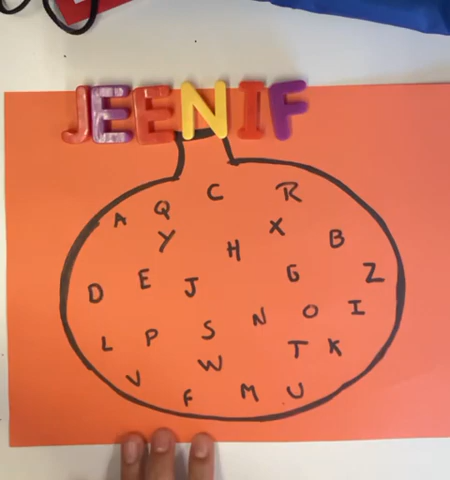 JEENIF
C R
A Q
Y H X B
D E J G Z
L P S N O I
W T K
V F M U